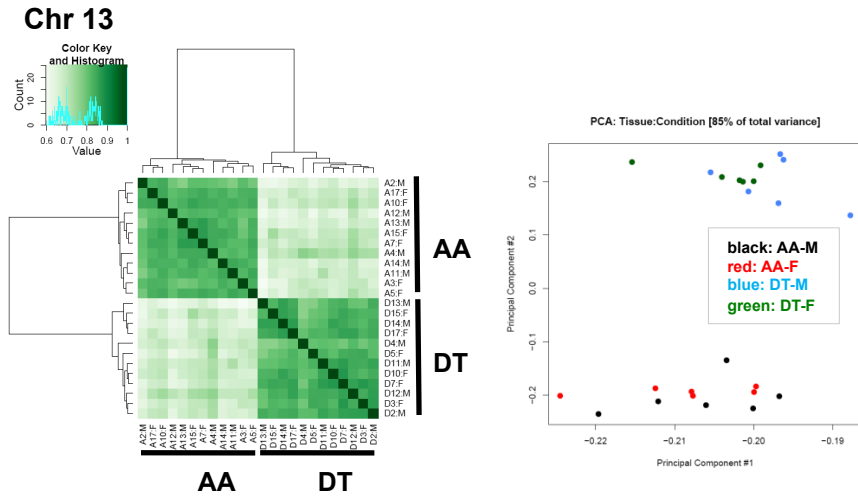 Chr 13
Color Key
and Histogram
Count
0 10 20
0.6 0.7 0.8 0.9 1
Value
A2:M
A17:F
A10:F
A12:M
A13:M
A15:F
A7:F
A4:M
A14:M
A11:M
A3:F
A5:F
D13:M
D15:F
D14:M
D17:F
D4:M
D5:F
D11:M
D10:F
D7:F
D12:M
D3:F
D2:M
AA
DT
A2:M A17:F A10:F A12:M A13:M A15:F A7:F A4:M A14:M A11:M A3:F A5:F D13:M D15:F D14:M D17:F D4:M D5:F D11:M D10:F D7:F D12:M D3:F D2:M
AA DT
PCA: Tissue:Condition [85% of total variance]
Principal Component #2
0.2
0.1
0.0
−0.1
−0.2
black: AA-M
red: AA-F
blue: DT-M
green: DT-F
−0.22 −0.21 −0.20 −0.19
Principal Component #1